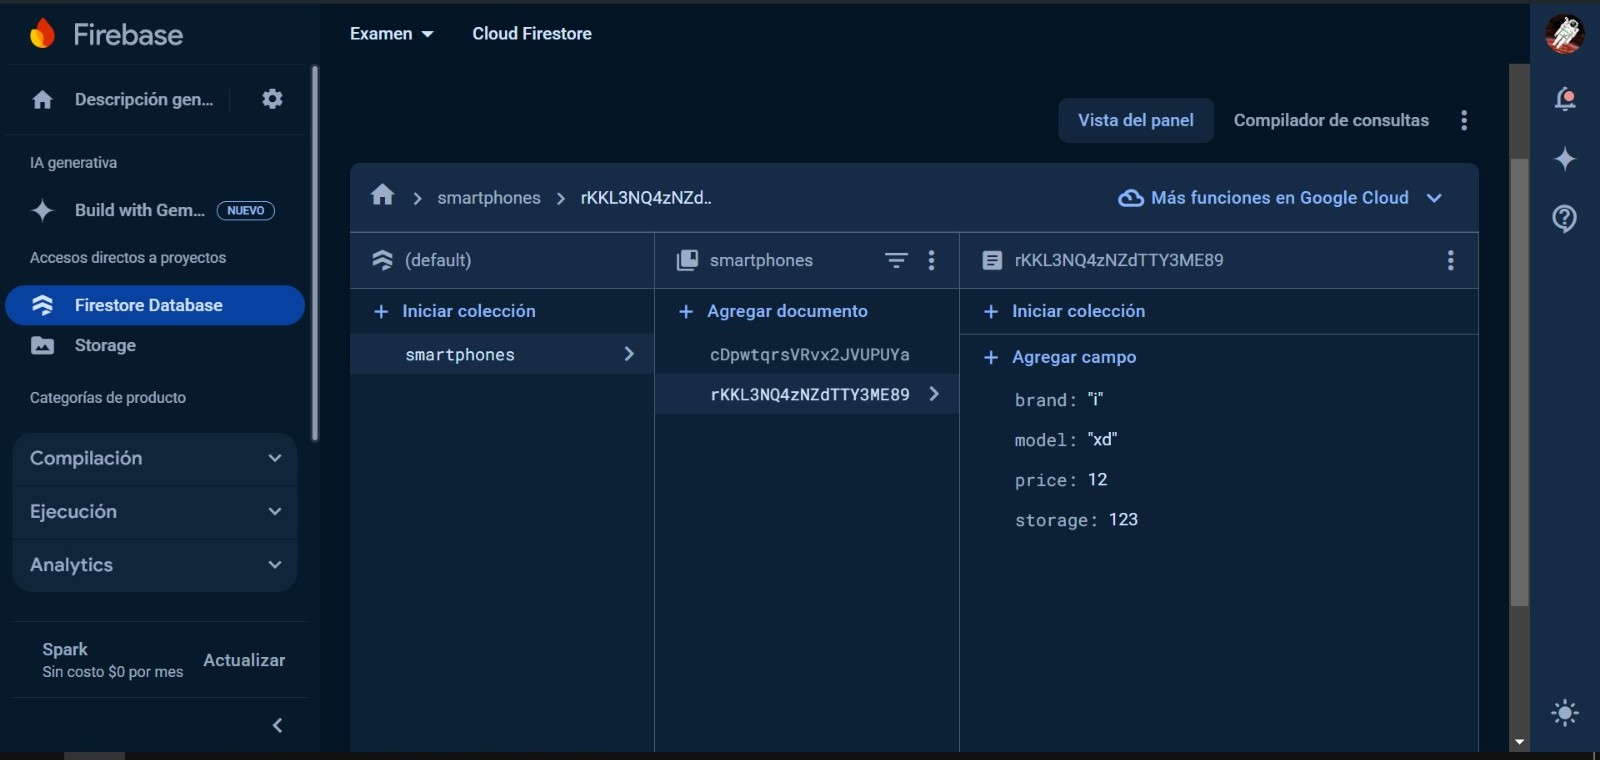 Firebase
Examen
Cloud Firestore
Descripción gen...
IA generativa
Build with Gem... NUEVO
Accesos directos a proyectos
Firestore Database
Storage
Categorías de producto
Compilación
Ejecución
Analytics
Spark
Sin costo $0 por mes
Actualizar
Vista del panel
Compilador de consultas
smartphones
rKKL3NQ4zNZd..
Más funciones en Google Cloud
(default)
+ Iniciar colección
smartphones
smartphones
+ Agregar documento
cDpwtqrsVRvx2JVUPUYa
rKKL3NQ4zNZdTTY3ME89
rKKL3NQ4zNZdTTY3ME89
+ Iniciar colección
+ Agregar campo
brand: "i"
model: "xd"
price: 12
storage: 123